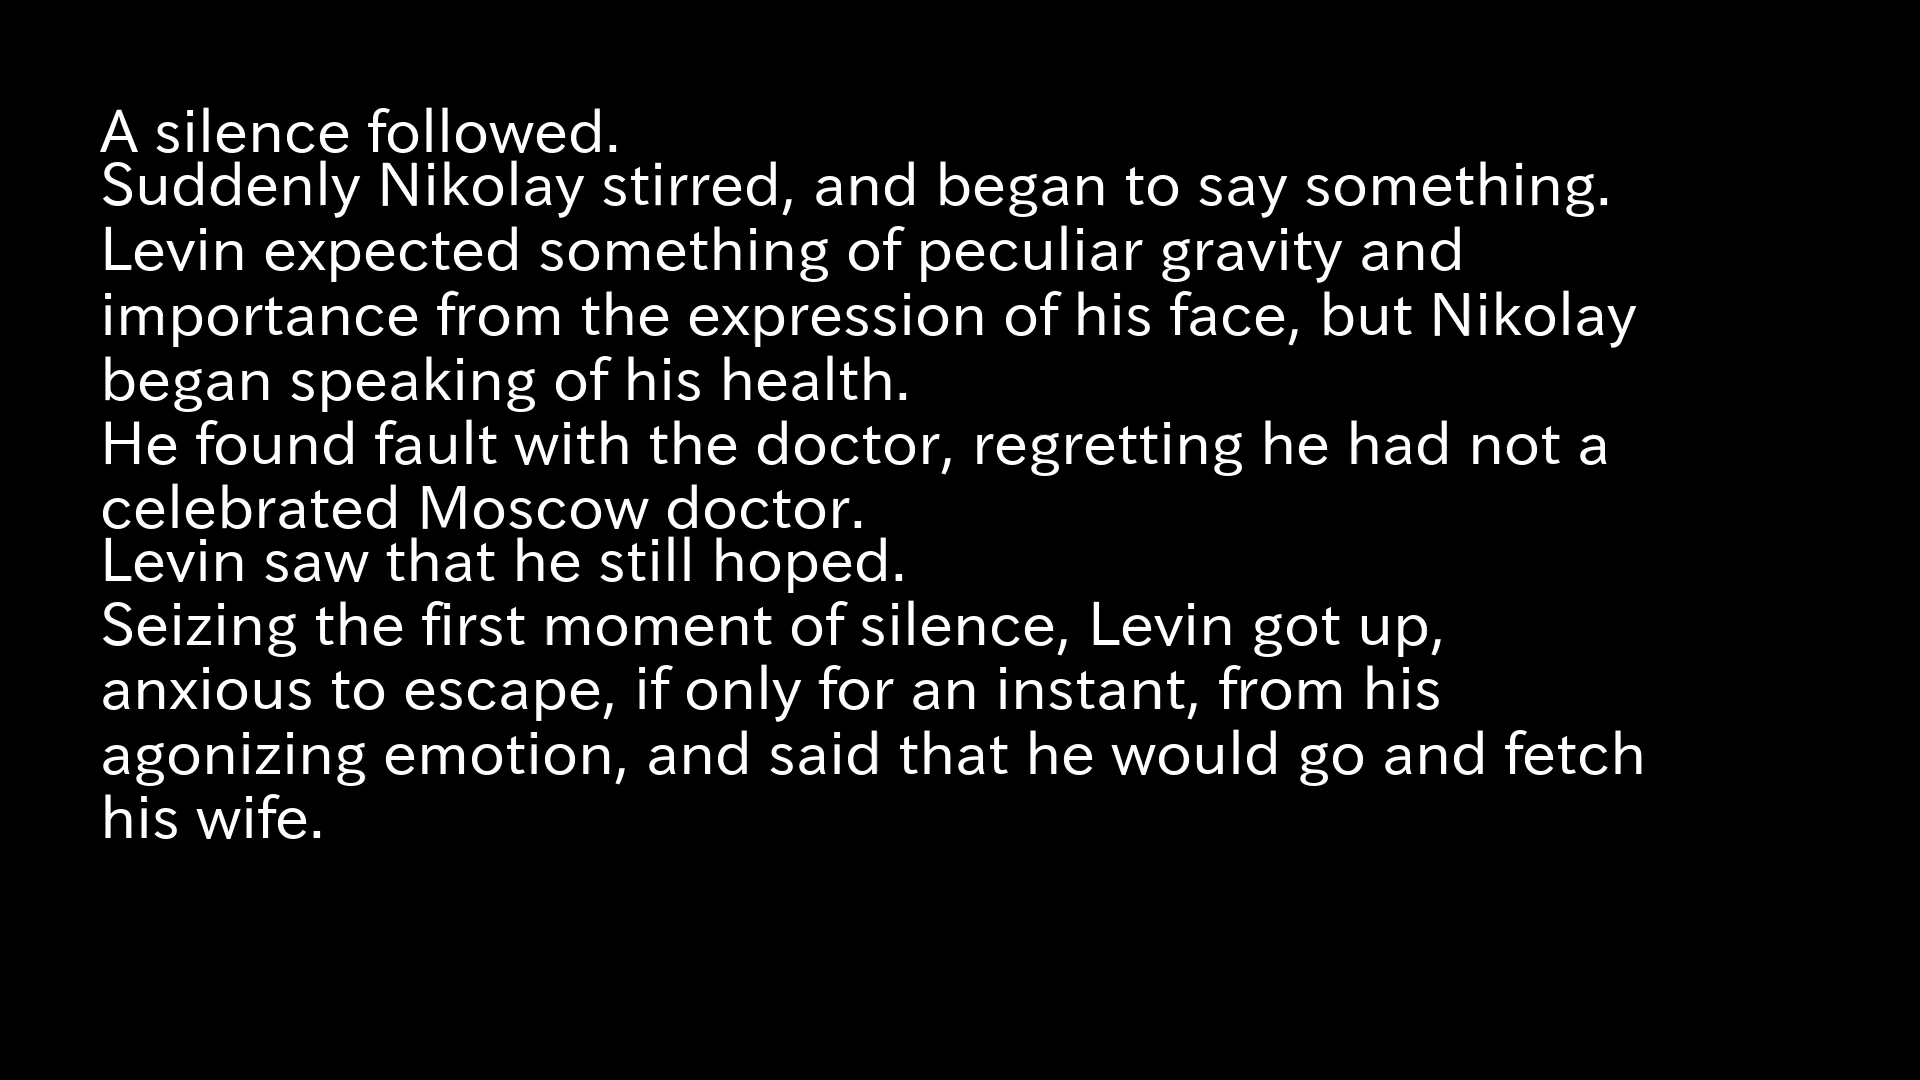 A silence followed.
Suddenly Nikolay stirred, and began to say something.
Levin expected something of peculiar gravity and
importance from the expression of his face, but Nikolay
began speaking of his health.
He found fault with the doctor, regretting he had not a
celebrated Moscow doctor.
Levin saw that he still hoped.
Seizing the first moment of silence, Levin got up,
anxious to escape, if only for an instant, from his
agonizing emotion, and said that he would go and fetch
his wife.